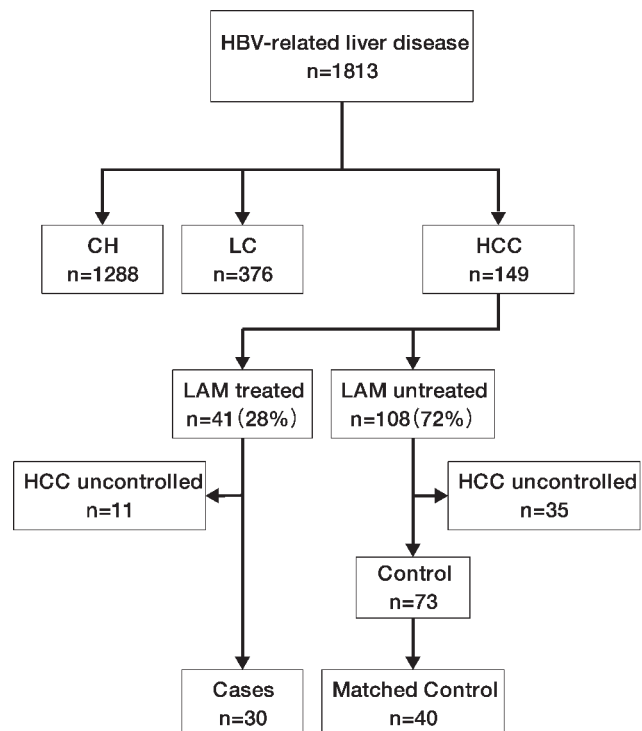 HBV-related liver disease
n=1813
CH
n=1288
LC
n=376
HCC
n=149
LAM treated
n=41(28%)
LAM untreated
n=108(72%)
HCC uncontrolled
n=11
HCC uncontrolled
n=35
Control
n=73
Cases
n=30
Matched Control
n=40